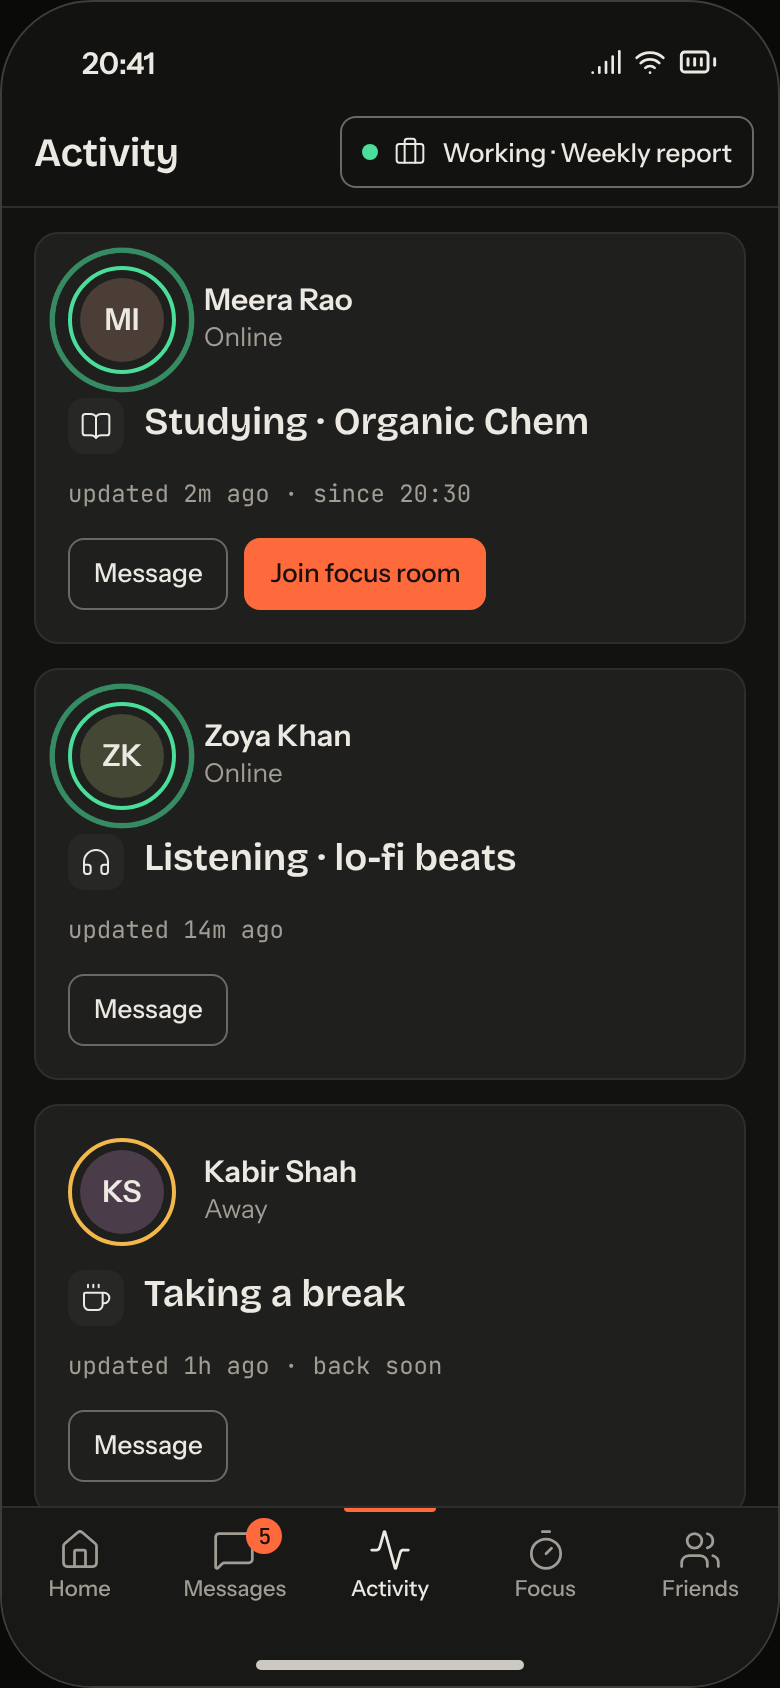 20:41
Activity
Working · Weekly report
MI
Meera Rao
Online
Studying · Organic Chem
updated 2m ago · since 20:30
Message
Join focus room
ZK
Zoya Khan
Online
Listening · lo-fi beats
updated 14m ago
Message
KS
Kabir Shah
Away
Taking a break
updated 1h ago · back soon
Message
5
Home
Messages
Activity
Focus
Friends